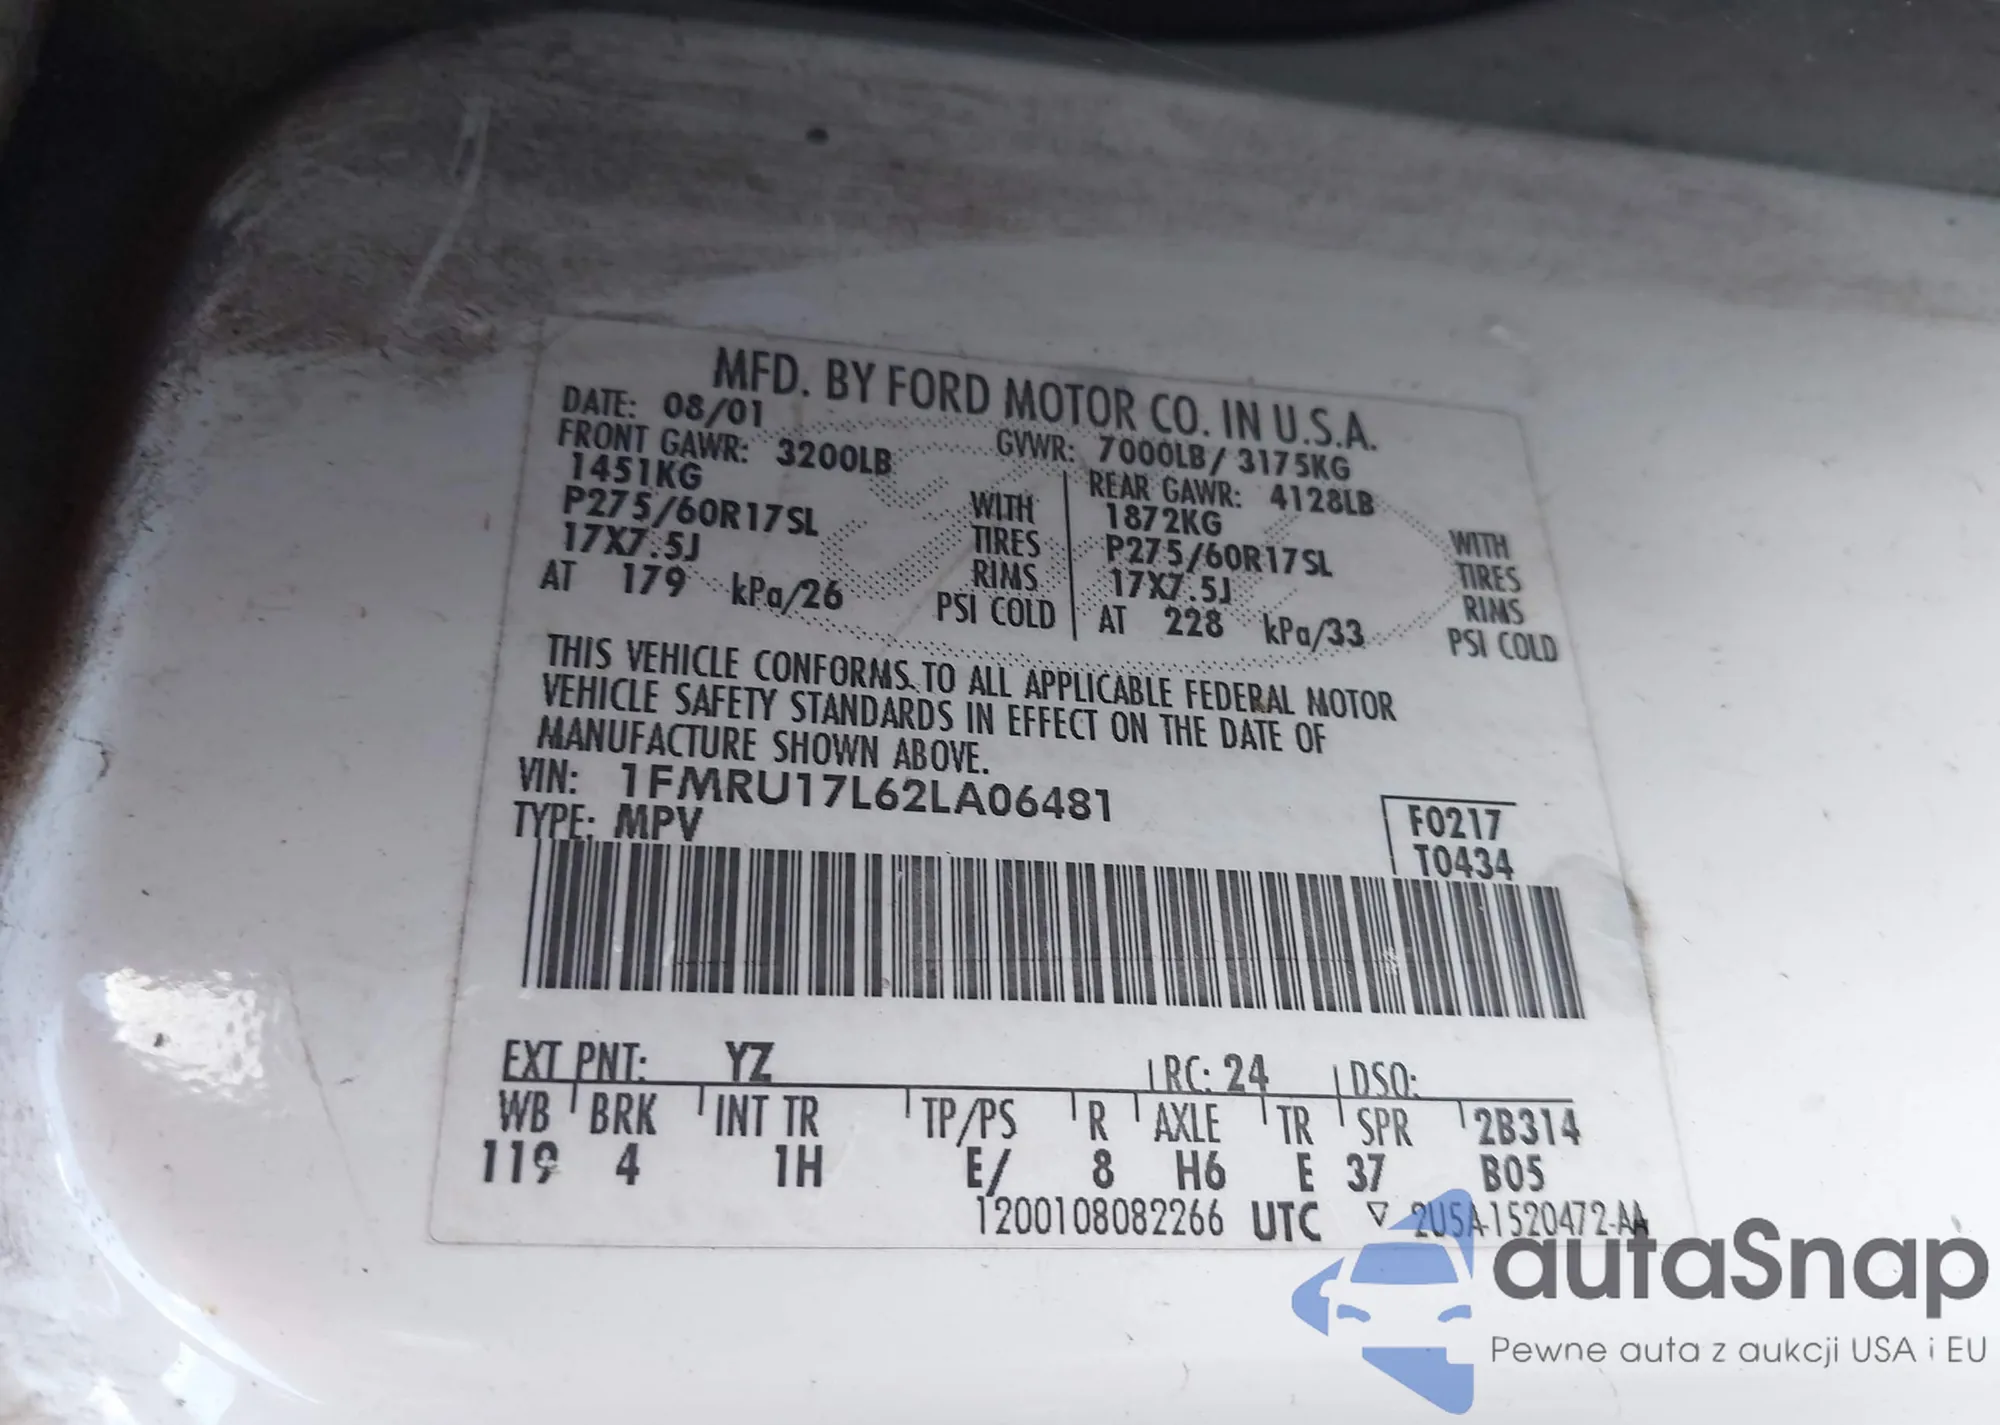 MFD. BY FORD MOTOR CO. IN U.S.A.
DATE: 08/01 GVWR: 7000LB/ 3175KG
FRONT GAWR: 3200LB REAR GAWR: 4128LB
1451KG WITH 1872KG WITH
P275/60R17SL TIRES P275/60R17SL TIRES
17X7.5J RIMS 17X7.5J RIMS
AT 179 kPa/26 PSI COLD AT 228 kPa/33 PSI COLD
THIS VEHICLE CONFORMS TO ALL APPLICABLE FEDERAL MOTOR
VEHICLE SAFETY STANDARDS IN EFFECT ON THE DATE OF
MANUFACTURE SHOWN ABOVE.
VIN: 1FMRU17L62LA06481
TYPE: MPV
F0217
T0434
EXT PNT: YZ RC: 24 DSO:
WB BRK INT TR TP/PS R AXLE TR SPR 2B314
119 4 1H E/ 8 H6 E 37 B05
1200108082266 UTC ▽ 2U5A-1520472-AA
autaSnap
Pewne auta z aukcji USA i EU